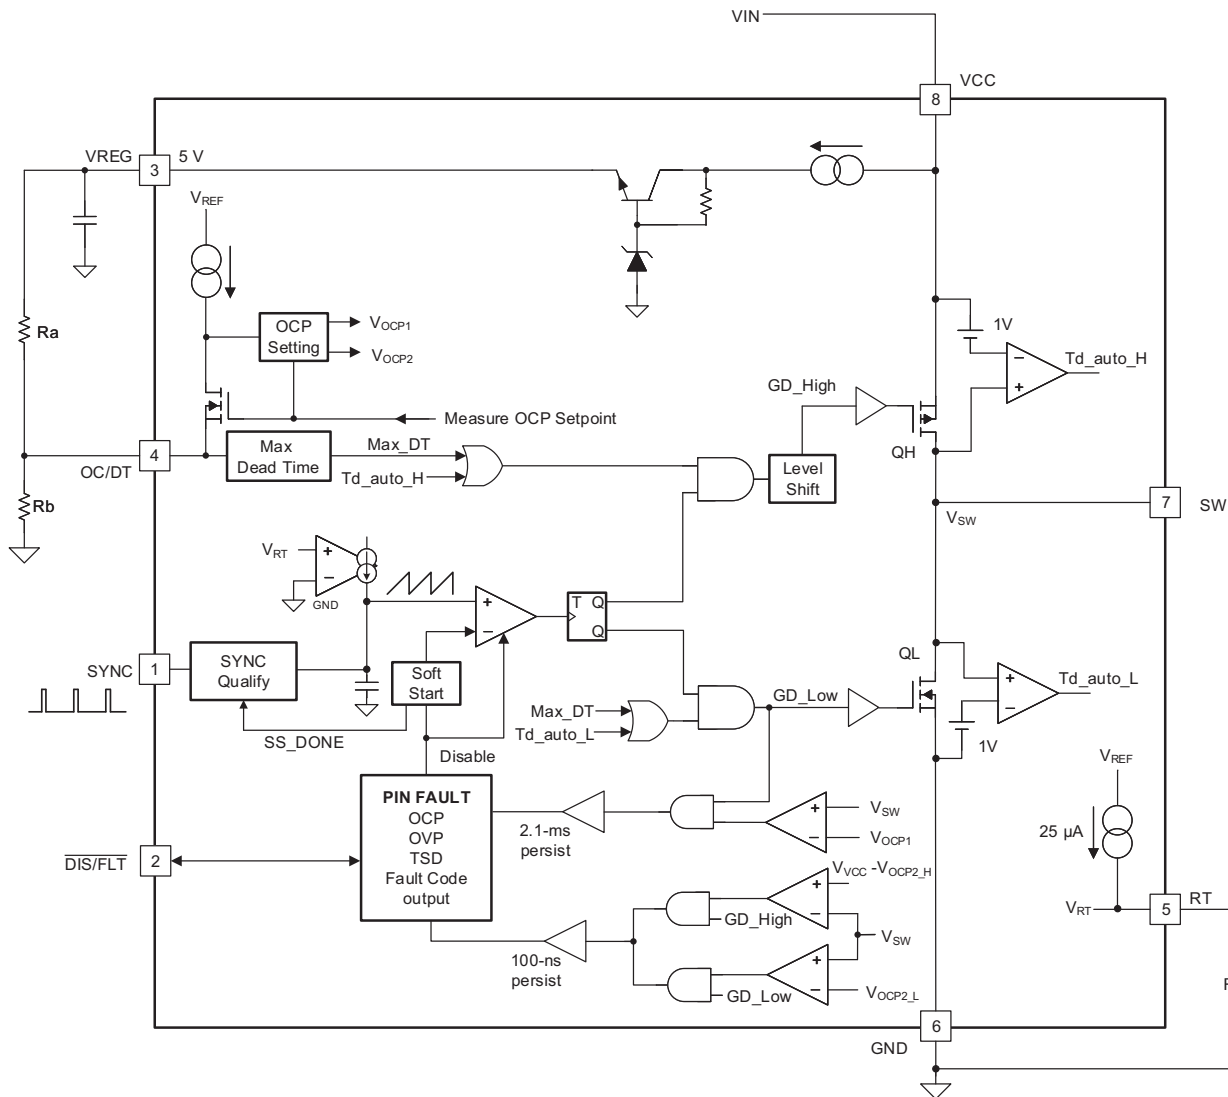 VIN
VCC
8
VREG
3
5 V
VREF
1V
Ra
OCP
Setting
VOCP1
VOCP2
Td_auto_H
GD_High
Measure OCP Setpoint
OC/DT
4
Max
Dead Time
Max_DT
Td_auto_H
Level
Shift
QH
Rb
7
SW
VSW
VRT
GND
T
Q
Q
SYNC
1
SYNC
Qualify
Soft
Start
QL
Td_auto_L
SS_DONE
Disable
Max_DT
Td_auto_L
GD_Low
1V
VREF
PIN FAULT
OCP
OVP
TSD
Fault Code
output
2.1-ms
persist
VSW
VOCP1
25 µA
DIS/FLT
2
VVCC -VOCP2_H
GD_High
VSW
VRT
5
RT
100-ns
persist
GD_Low
VOCP2_L
6
GND